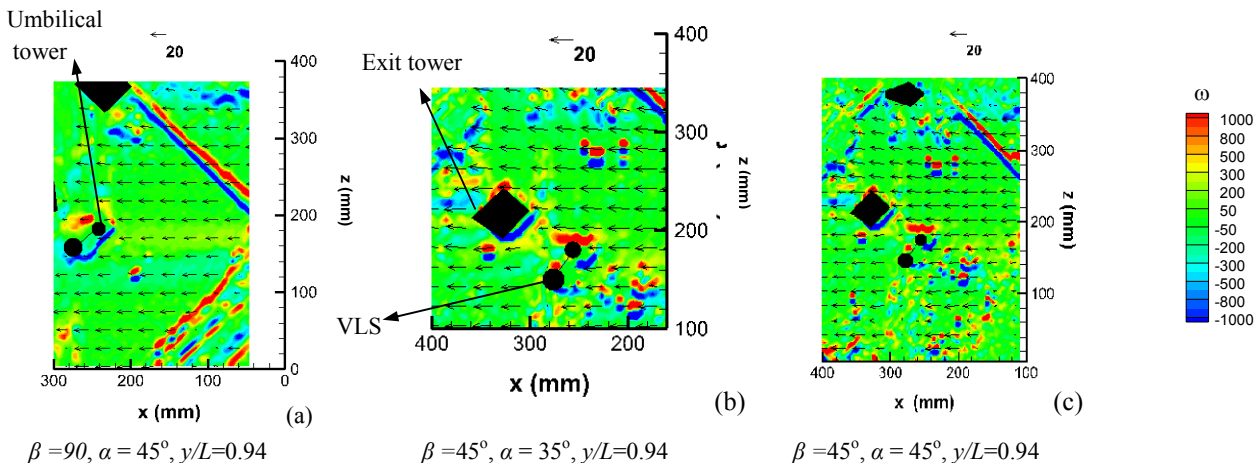 Umbilical
tower
20
400
300
200
100
0
z (mm)
300
200
100
0
x (mm)
(a)
β =90, α = 45°, y/L=0.94
20
Exit tower
VLS
400
300
200
100
z (mm)
400
300
200
x (mm)
(b)
β =45°, α = 35°, y/L=0.94
20
400
300
200
100
z (mm)
400
300
200
100
x (mm)
(c)
β =45°, α = 45°, y/L=0.94
ω
1000
800
600
500
300
200
50
-50
-200
-300
-500
-600
-800
-1000